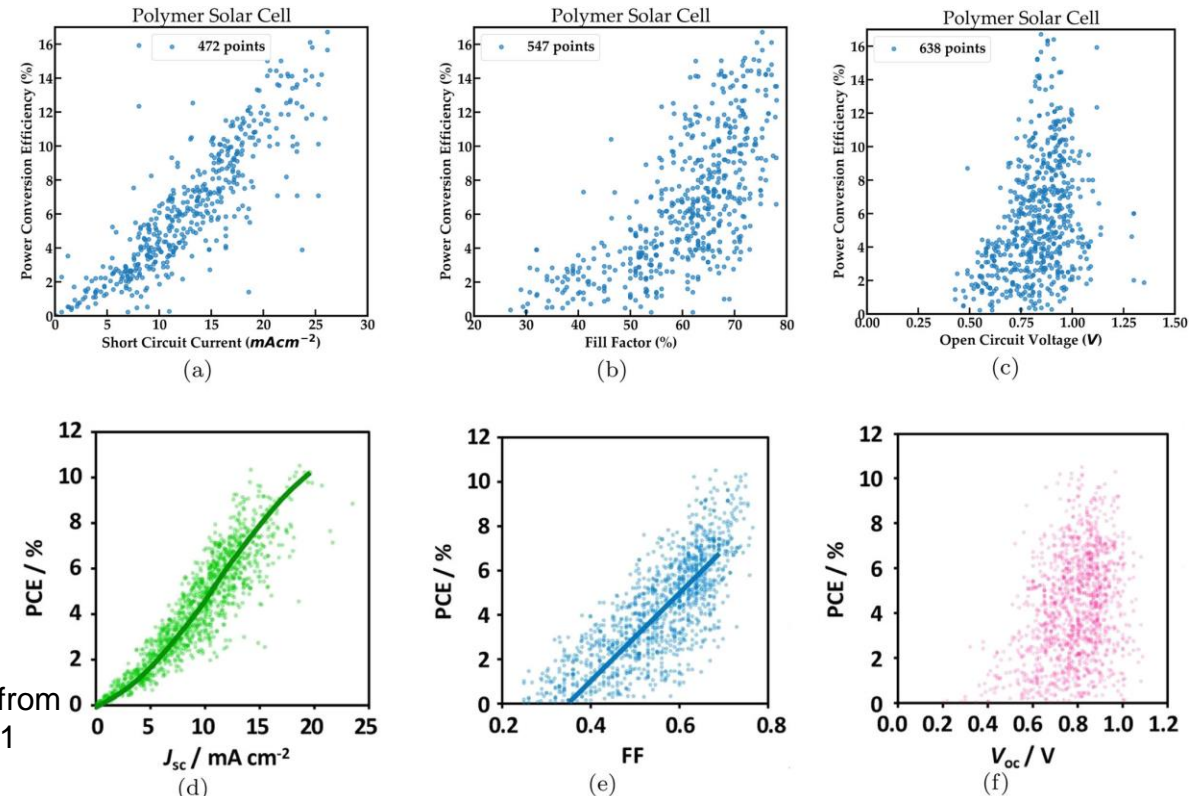 Polymer Solar Cell
472 points
Power Conversion Efficiency (%)
16
14
12
10
8
6
4
2
0
0 5 10 15 20 25 30
Short Circuit Current (mAcm⁻²)
(a)
Polymer Solar Cell
547 points
Power Conversion Efficiency (%)
16
14
12
10
8
6
4
2
0
20 30 40 50 60 70 80
Fill Factor (%)
(b)
Polymer Solar Cell
638 points
Power Conversion Efficiency (%)
16
14
12
10
8
6
4
2
0
0.00 0.25 0.50 0.75 1.00 1.25 1.50
Open Circuit Voltage (V)
(c)
from
1
PCE / %
12
10
8
6
4
2
0
0 5 10 15 20 25
Jsc / mA cm⁻²
(d)
PCE / %
12
10
8
6
4
2
0
0.2 0.4 0.6 0.8
FF
(e)
PCE / %
12
10
8
6
4
2
0
0.0 0.2 0.4 0.6 0.8 1.0 1.2
Voc / V
(f)